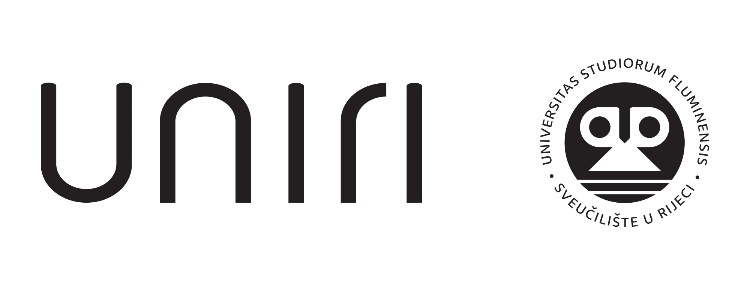 UNIRI
UNIVERSITAS STUDIORUM FLUMINENSIS
• SVEUČILIŠTE U RIJECI •